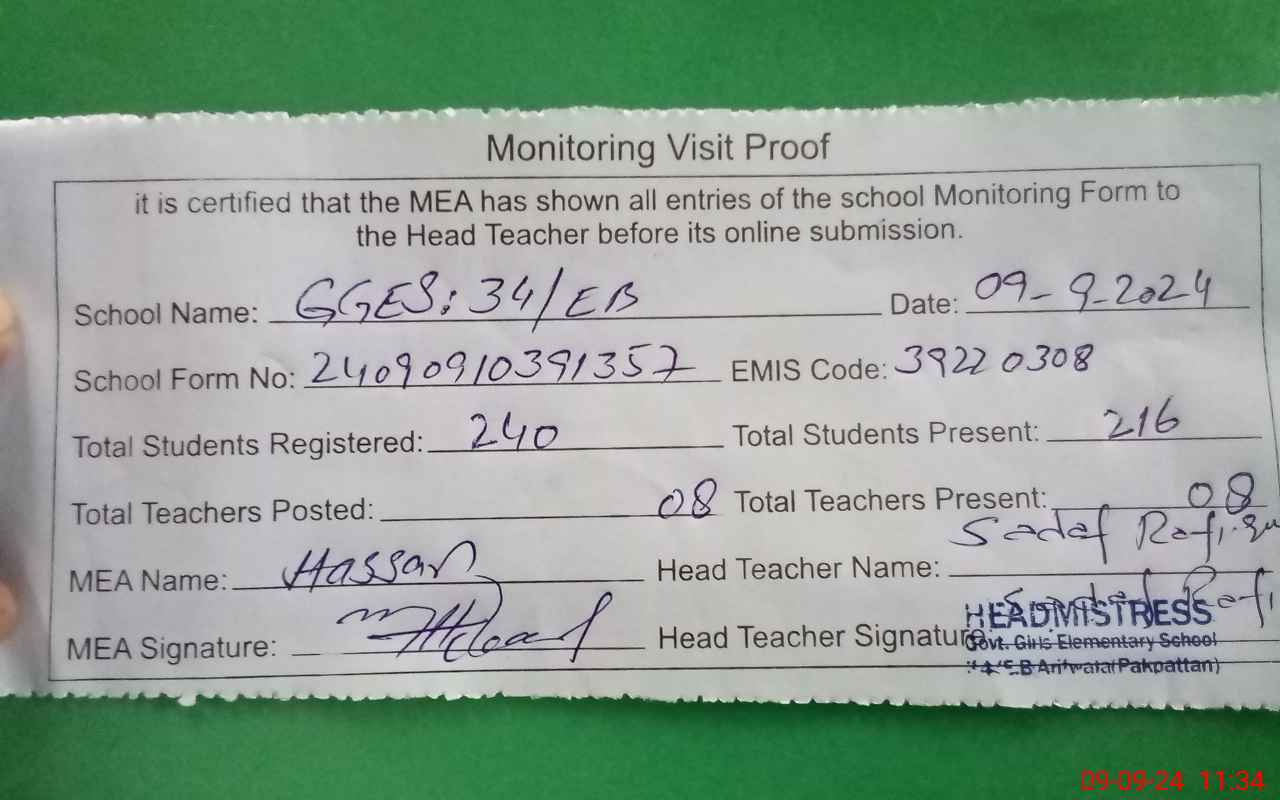 Monitoring Visit Proof
it is certified that the MEA has shown all entries of the school Monitoring Form to
the Head Teacher before its online submission.
School Name: GGES: 34/EB Date: 09-9-2024
School Form No: 24090910391357 EMIS Code: 39220308
Total Students Registered: 240 Total Students Present: 216
Total Teachers Posted: 08 Total Teachers Present: 08
MEA Name: Hassan Head Teacher Name: Sadaf
MEA Signature: Head Teacher Signature
HEADMISTRESS
Govt. Girls Elementary School
Arifwala(Pakpattan)
09-09-24 11:34